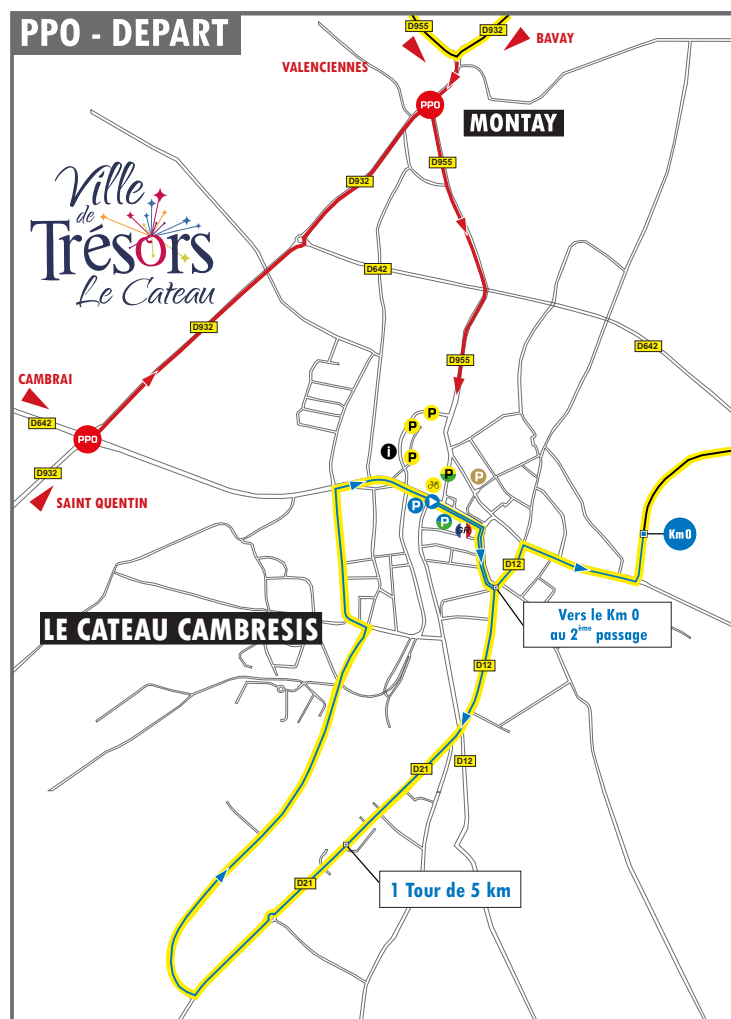 PPO - DEPART
D955
D932
BAVAY
VALENCIENNES
PPO
MONTAY
D955
D932
Ville
de
Trésors
Le Cateau
D642
D932
D642
D955
CAMBRAI
D642
PPO
D932
SAINT QUENTIN
P
P
i
P
P
P
P
P
GPM
Km0
D12
Vers le Km 0
au 2ème passage
LE CATEAU CAMBRESIS
D12
D12
D21
D21
1 Tour de 5 km